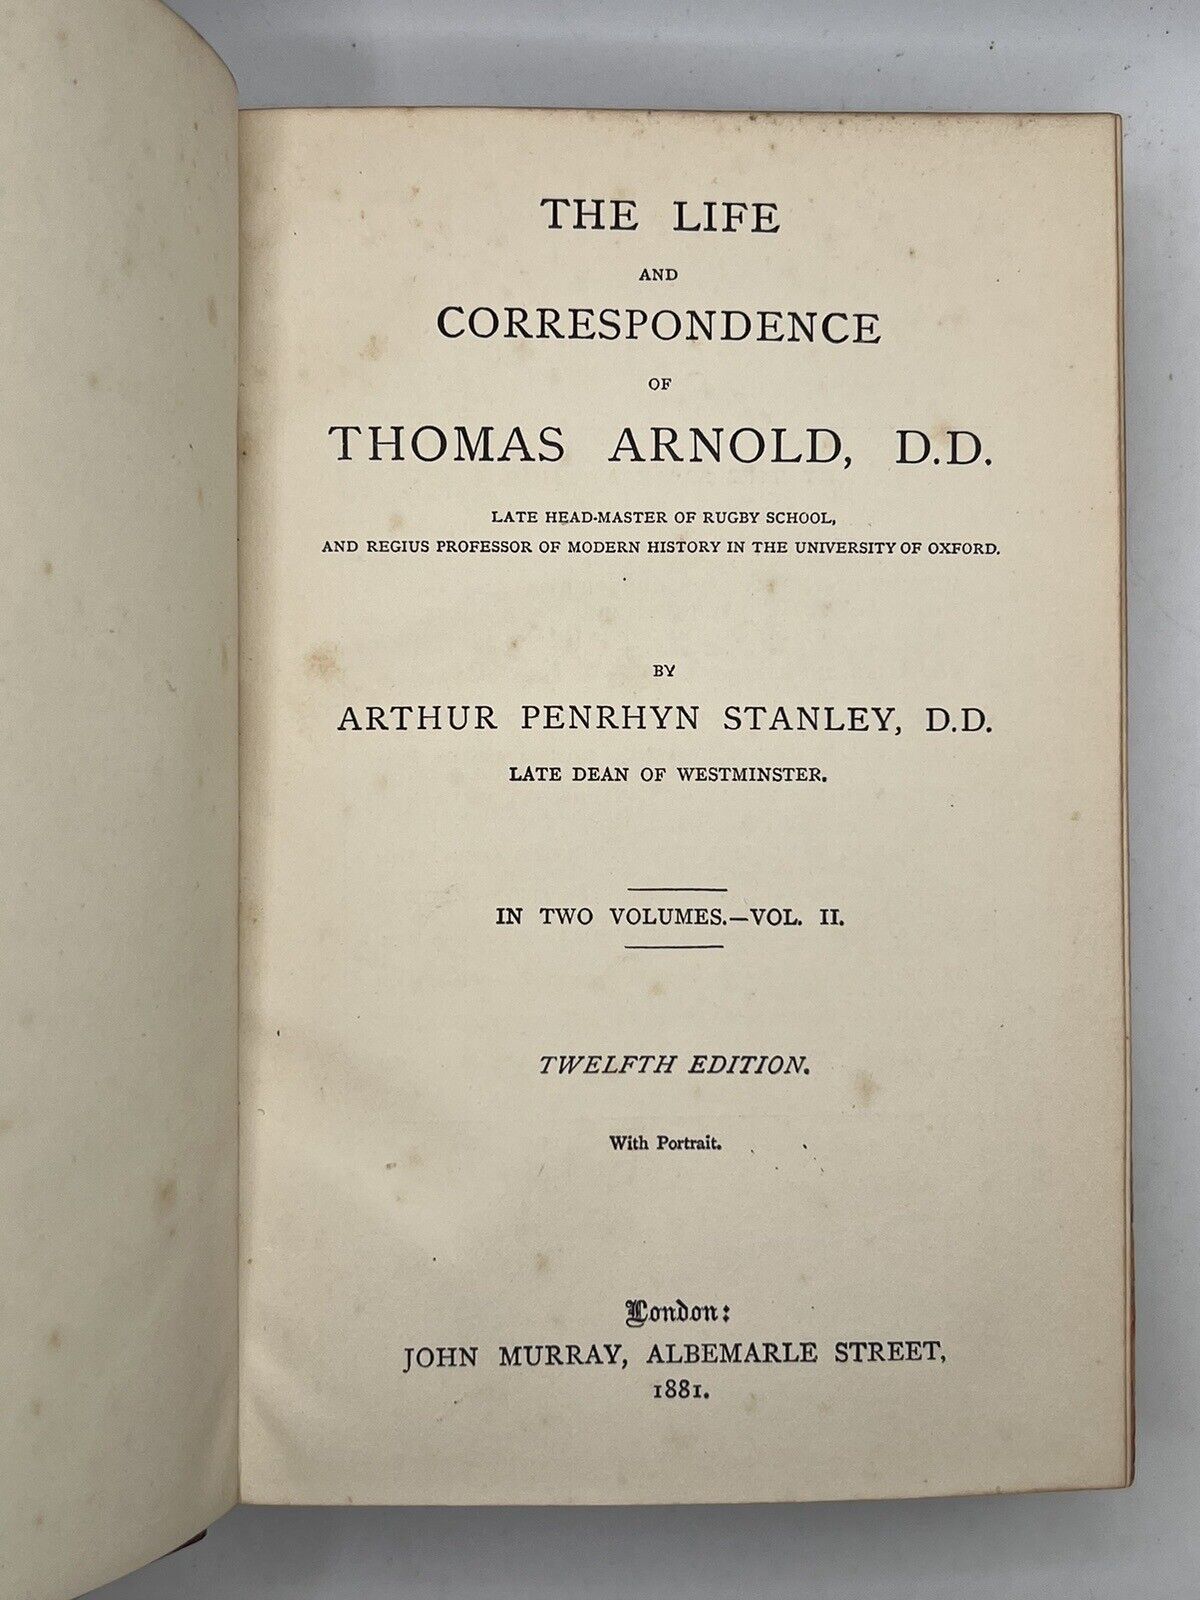 THE LIFE
AND
CORRESPONDENCE
OF
THOMAS ARNOLD, D.D.
LATE HEAD-MASTER OF RUGBY SCHOOL,
AND REGIUS PROFESSOR OF MODERN HISTORY IN THE UNIVERSITY OF OXFORD.
BY
ARTHUR PENRHYN STANLEY, D.D.
LATE DEAN OF WESTMINSTER.
IN TWO VOLUMES.—VOL. II.
TWELFTH EDITION.
With Portrait.
London:
JOHN MURRAY, ALBEMARLE STREET,
1881.